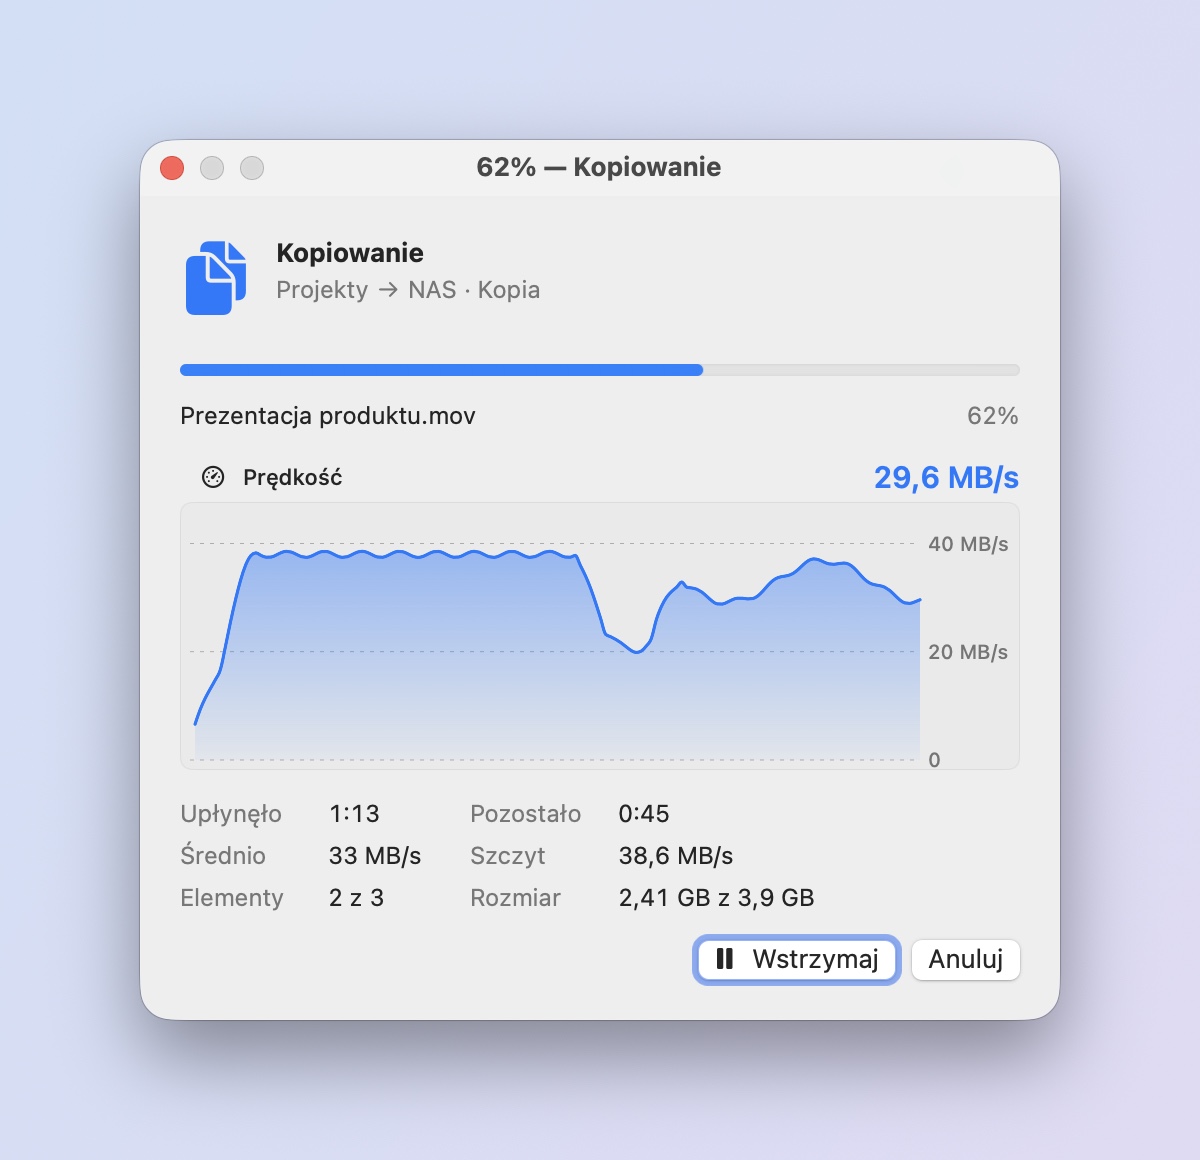 62% — Kopiowanie
Kopiowanie
Projekty → NAS · Kopia
Prezentacja produktu.mov 62%
Prędkość 29,6 MB/s
40 MB/s
20 MB/s
0
Upłynęło 1:13 Pozostało 0:45
Średnio 33 MB/s Szczyt 38,6 MB/s
Elementy 2 z 3 Rozmiar 2,41 GB z 3,9 GB
Wstrzymaj Anuluj